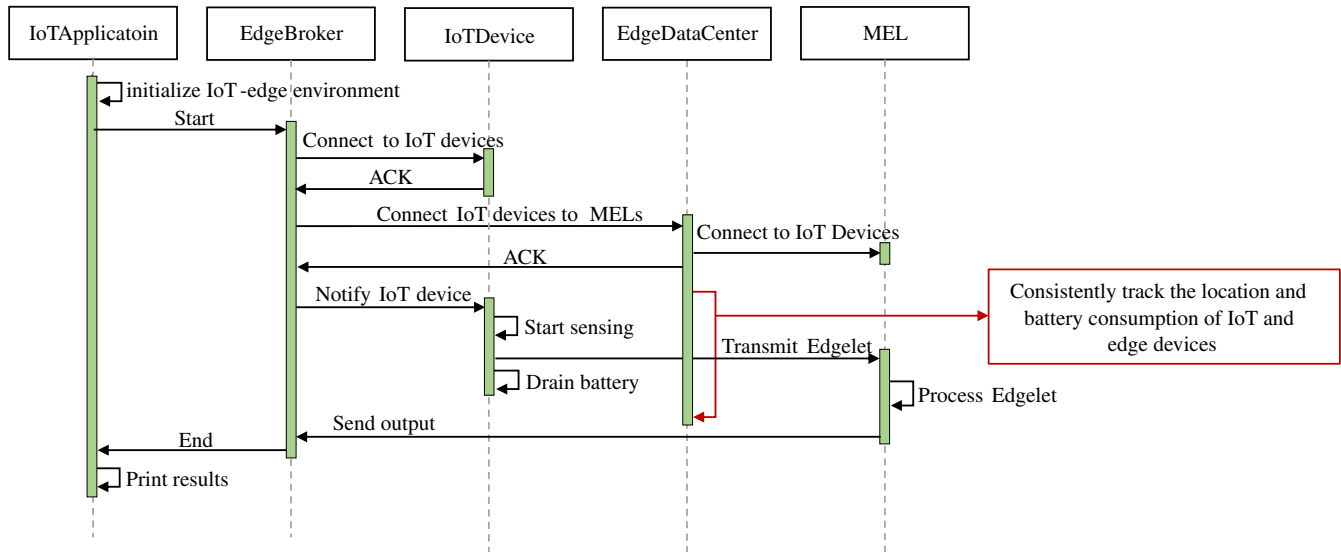 IoTApplicatoin
EdgeBroker
IoTDevice
EdgeDataCenter
MEL
initialize IoT-edge environment
Start
Connect to IoT devices
ACK
Connect IoT devices to MELs
Connect to IoT Devices
ACK
Notify IoT device
Consistently track the location and
battery consumption of IoT and
edge devices
Start sensing
Transmit Edgelet
Drain battery
Process Edgelet
Send output
End
Print results